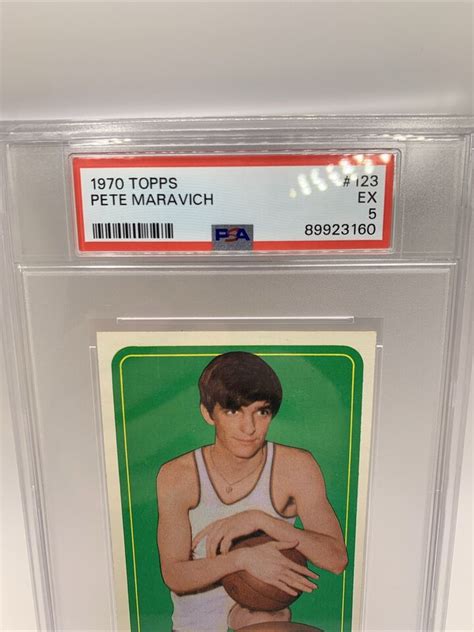 1970 TOPPS #123
PETE MARAVICH EX
5
PSA 89923160